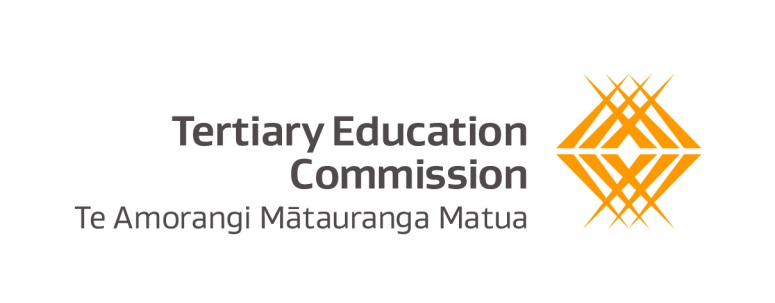 Tertiary Education
Commission
Te Amorangi Mātauranga Matua